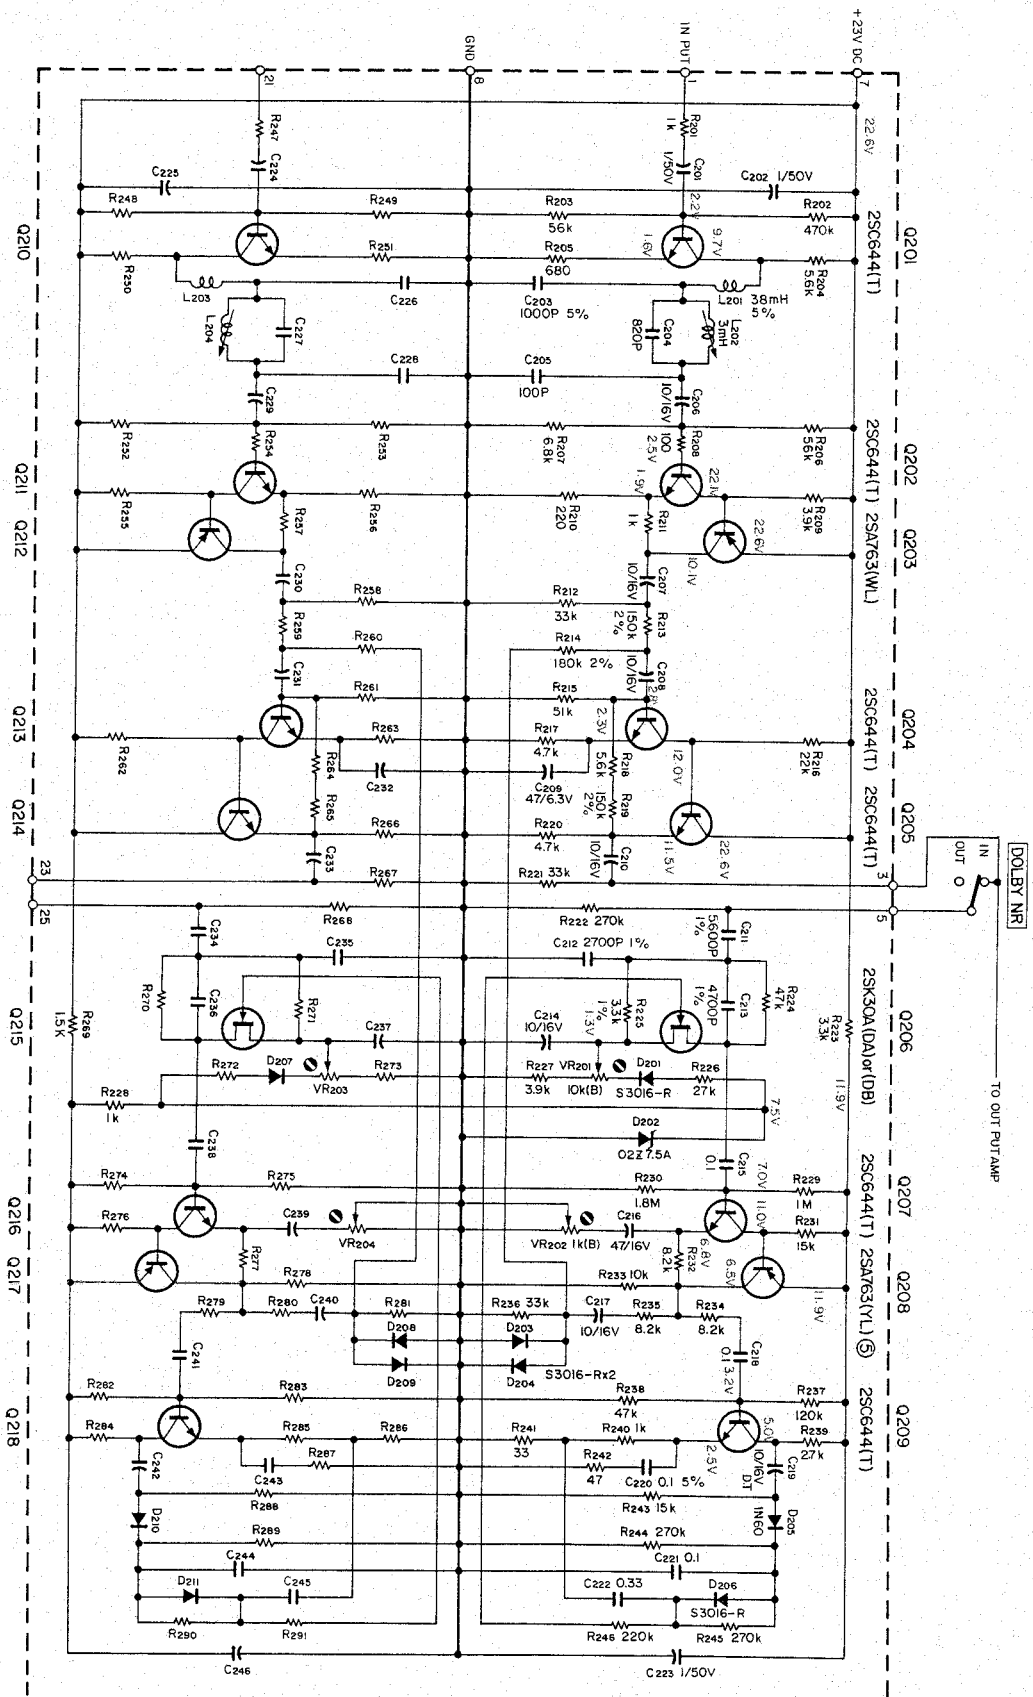 +23V DC
IN PUT
GND
7
1
8
21
22.6V
R201
1k
C201
1/50V
C202 1/50V
R247
C224
C225
2.2V
R202
470k
R203
56k
R249
R248
2SC644(T)
Q201
9.7V
1.6V
R204
5.6k
R205
680
R251
R250
Q210
L201 38mH
5%
L203
C203
1000P 5%
C226
L202
3mH
C204
820P
C227
L204
C205
100P
C228
C206
10/16V
C229
R206
56k
R207
6.8k
R208
100
2.5V
R253
R254
R252
2SC644(T)
Q202
22.1V
1.9V
R209
3.9k
R210
220
R211
1k
R256
R257
R255
Q211
2SA763(WL)
Q203
22.6V
10.1V
Q212
C207
10/16V
C230
R212
33k
R213
150k
2%
R258
R259
R214
180k 2%
R260
C208
10/16V
2.8V
C231
R215
51k
R261
2SC644(T)
Q204
2.3V
12.0V
R216
22k
R217
4.7k
R218
5.6k
C209
47/6.3V
R263
R264
C232
R262
Q213
R219
150k
2%
R265
2SC644(T)
Q205
22.6V
11.5V
R220
4.7k
R266
Q214
C210
10/16V
C233
R221 33k
R267
3
23
DOLBY NR
IN
OUT
5
25
TO OUT PUT AMP
R222 270k
R268
C211
5600P
1%
C234
C212 2700P 1%
C235
R224
47k
C213
4700P
1%
R225
3.3k
1%
R271
C236
R270
2SK30A(DA)or(DB)
Q206
R223
3.3k
R269
1.5K
Q215
C214
10/16V
1.3V
C237
R226
27k
D201
S3016-R
VR201
10k(B)
R227
3.9k
R273
VR203
D207
R272
11.9V
7.5V
R228
1k
D202
02Z7.5A
C215
0.1
C238
7.0V
R229
1M
R230
1.8M
R275
R274
2SC644(T)
Q207
11.0V
6.8V
R231
15k
C216
47/16V
VR202 1k(B)
VR204
C239
R276
Q216
R232
8.2k
R277
2SA763(YL)⑤
Q208
11.9V
6.5V
R233 10k
R278
Q217
R234
8.2k
R235
8.2k
C217
10/16V
R236 33k
R281
C240
R280
R279
D203
D208
D204
D209
S3016-Rx2
C218
0.1
3.2V
C241
R237
120k
R238
47k
R283
R282
2SC644(T)
Q209
5.0V
2.5V
R239
2.7k
R240 1k
R241
33
R286
R285
R284
Q218
C219
10/16V
DT
C220 0.1 5%
R242
47
R287
C243
C242
R243 15k
R288
D205
1N60
D210
R244 270k
R289
C221 0.1
C244
C222 0.33
D206
S3016-R
C245
D211
R245 270k
R246 220k
R291
R290
C223 1/50V
C246